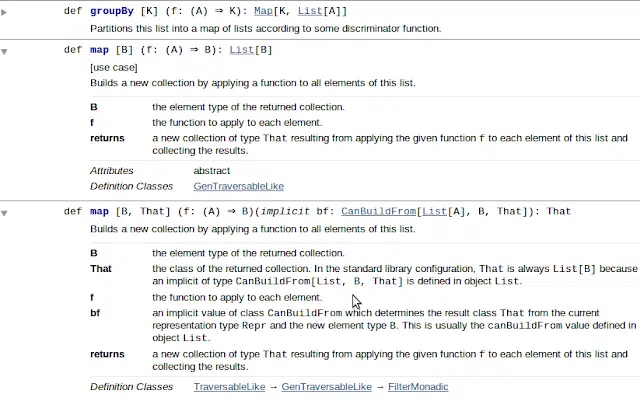 def groupBy [K] (f: (A) ⇒ K): Map[K, List[A]]
Partitions this list into a map of lists according to some discriminator function.
def map [B] (f: (A) ⇒ B): List[B]
[use case]
Builds a new collection by applying a function to all elements of this list.
B the element type of the returned collection.
f the function to apply to each element.
returns a new collection of type That resulting from applying the given function f to each element of this list and
collecting the results.
Attributes abstract
Definition Classes GenTraversableLike
def map [B, That] (f: (A) ⇒ B)(implicit bf: CanBuildFrom[List[A], B, That]): That
Builds a new collection by applying a function to all elements of this list.
B the element type of the returned collection.
That the class of the returned collection. In the standard library configuration, That is always List[B] because
an implicit of type CanBuildFrom[List, B, That] is defined in object List.
f the function to apply to each element.
bf an implicit value of class CanBuildFrom which determines the result class That from the current
representation type Repr and the new element type B. This is usually the canBuildFrom value defined in
object List.
returns a new collection of type That resulting from applying the given function f to each element of this list and
collecting the results.
Definition Classes TraversableLike → GenTraversableLike → FilterMonadic